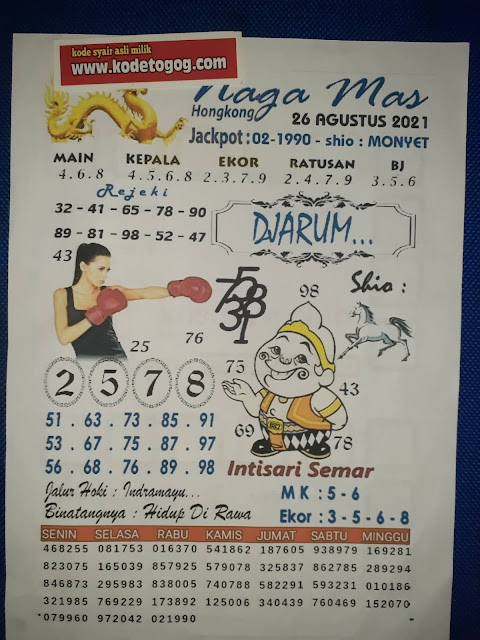 kode syair asli milik
www.kodetogog.com
Naga Mas
Hongkong 26 AGUSTUS 2021
Jackpot : 02-1990 - shio : MONYET
MAIN KEPALA EKOR RATUSAN BJ
4.6.8 4.5.6.8 2.3.7.9 2.4.7.9 3.5.6
Rejeki
32 - 41 - 65 - 78 - 90
89 - 81 - 98 - 52 - 47
DJARUM...
43
98
Shio :
25
76
75
43
69
78
2 5 7 8
51 . 63 . 73 . 85 . 91
53 . 67 . 75 . 87 . 97
56 . 68 . 76 . 89 . 98
Intisari Semar
Jalur Hoki : Indramayu...
Binatangnya : Hidup Di Rawa
MK : 5 - 6
Ekor : 3 - 5 - 6 - 8
SENIN SELASA RABU KAMIS JUMAT SABTU MINGGU
468255 081753 016370 541862 187605 938979 169281
823075 165039 857925 579078 325837 862785 289294
846873 295983 838005 740788 582291 593231 010186
321985 769229 173892 125006 340439 760469 152070
079960 972042 021990